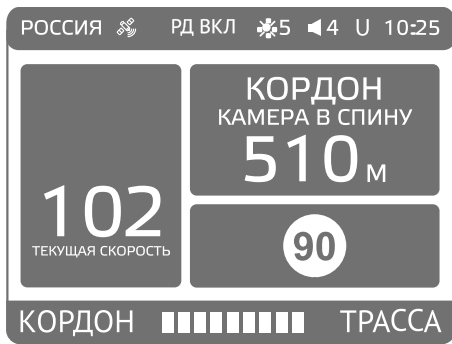 РОССИЯ РД ВКЛ 5 4 U 10:25
КОРДОН
КАМЕРА В СПИНУ
510 м
102
ТЕКУЩАЯ СКОРОСТЬ
90
КОРДОН ТРАССА